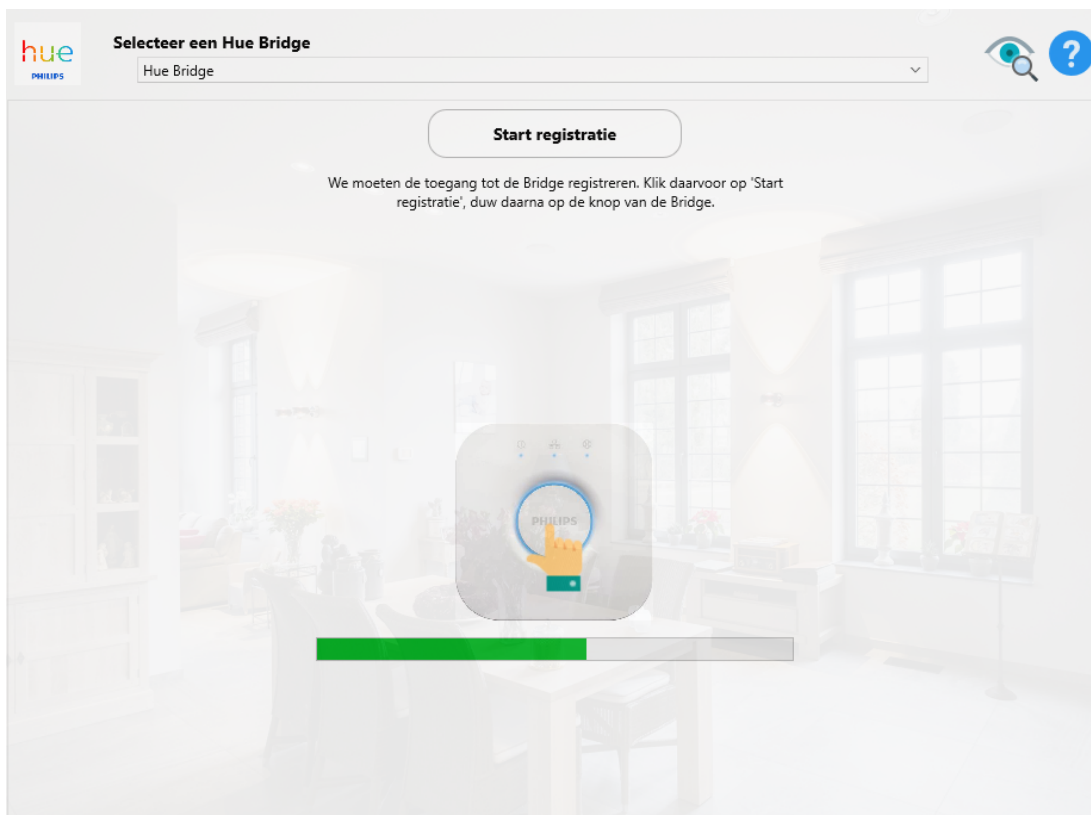 hue
PHILIPS
Selecteer een Hue Bridge
Hue Bridge
?
Start registratie
We moeten de toegang tot de Bridge registreren. Klik daarvoor op 'Start
registratie', duw daarna op de knop van de Bridge.
PHILIPS